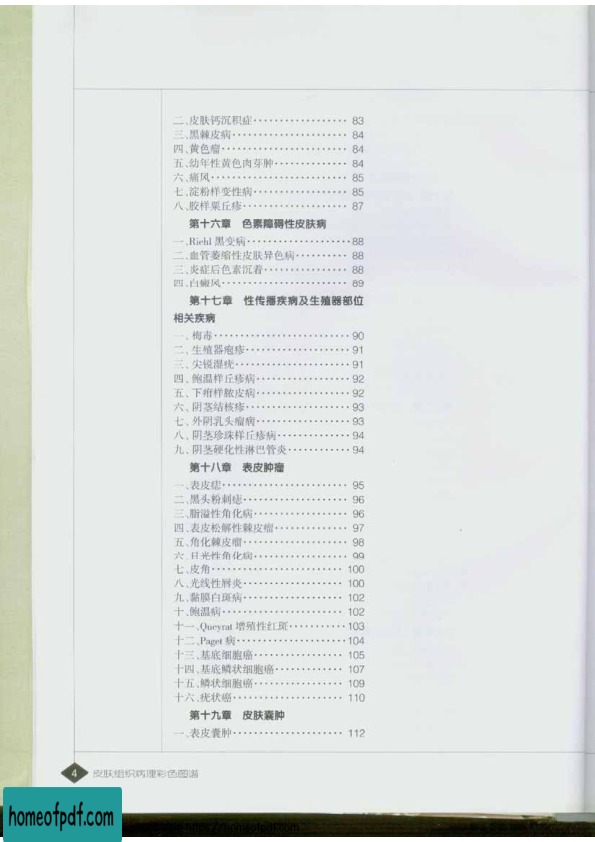 二、皮肤钙沉积症·················· 83
三、黑棘皮病······················ 84
四、黄色瘤························ 84
五、幼年性黄色肉芽肿·············· 84
六、痛风·························· 85
七、淀粉样变性病·················· 85
八、胶样粟丘疹···················· 87
第十六章 色素障碍性皮肤病
一、Riehl 黑变病···················· 88
二、血管萎缩性皮肤异色病·········· 88
三、炎症后色素沉着················ 88
四、白癜风························ 89
第十七章 性传播疾病及生殖器部位
相关疾病
一、梅毒·························· 90
二、生殖器疱疹···················· 91
三、尖锐湿疣······················ 91
四、鲍温样丘疹病·················· 92
五、下疳样脓皮病·················· 92
六、阴茎结核疹···················· 93
七、外阴乳头瘤病·················· 93
八、阴茎珍珠样丘疹病·············· 94
九、阴茎硬化性淋巴管炎············ 94
第十八章 表皮肿瘤
一、表皮痣························ 95
二、黑头粉刺痣···················· 96
三、脂溢性角化病·················· 96
四、表皮松解性棘皮瘤·············· 97
五、角化棘皮瘤···················· 98
六、日光性角化病·················· 99
七、皮角·························· 100
八、光线性唇炎···················· 100
九、黏膜白斑病···················· 102
十、鲍温病························ 102
十一、Queyrat 增殖性红斑··········· 103
十二、Paget 病····················· 104
十三、基底细胞癌·················· 105
十四、基底鳞状细胞癌·············· 107
十五、鳞状细胞癌·················· 109
十六、疣状癌······················ 110
第十九章 皮肤囊肿
一、表皮囊肿······················ 112
4 皮肤组织病理彩色图谱
homeofpdf.com
https://homeofpdf.com